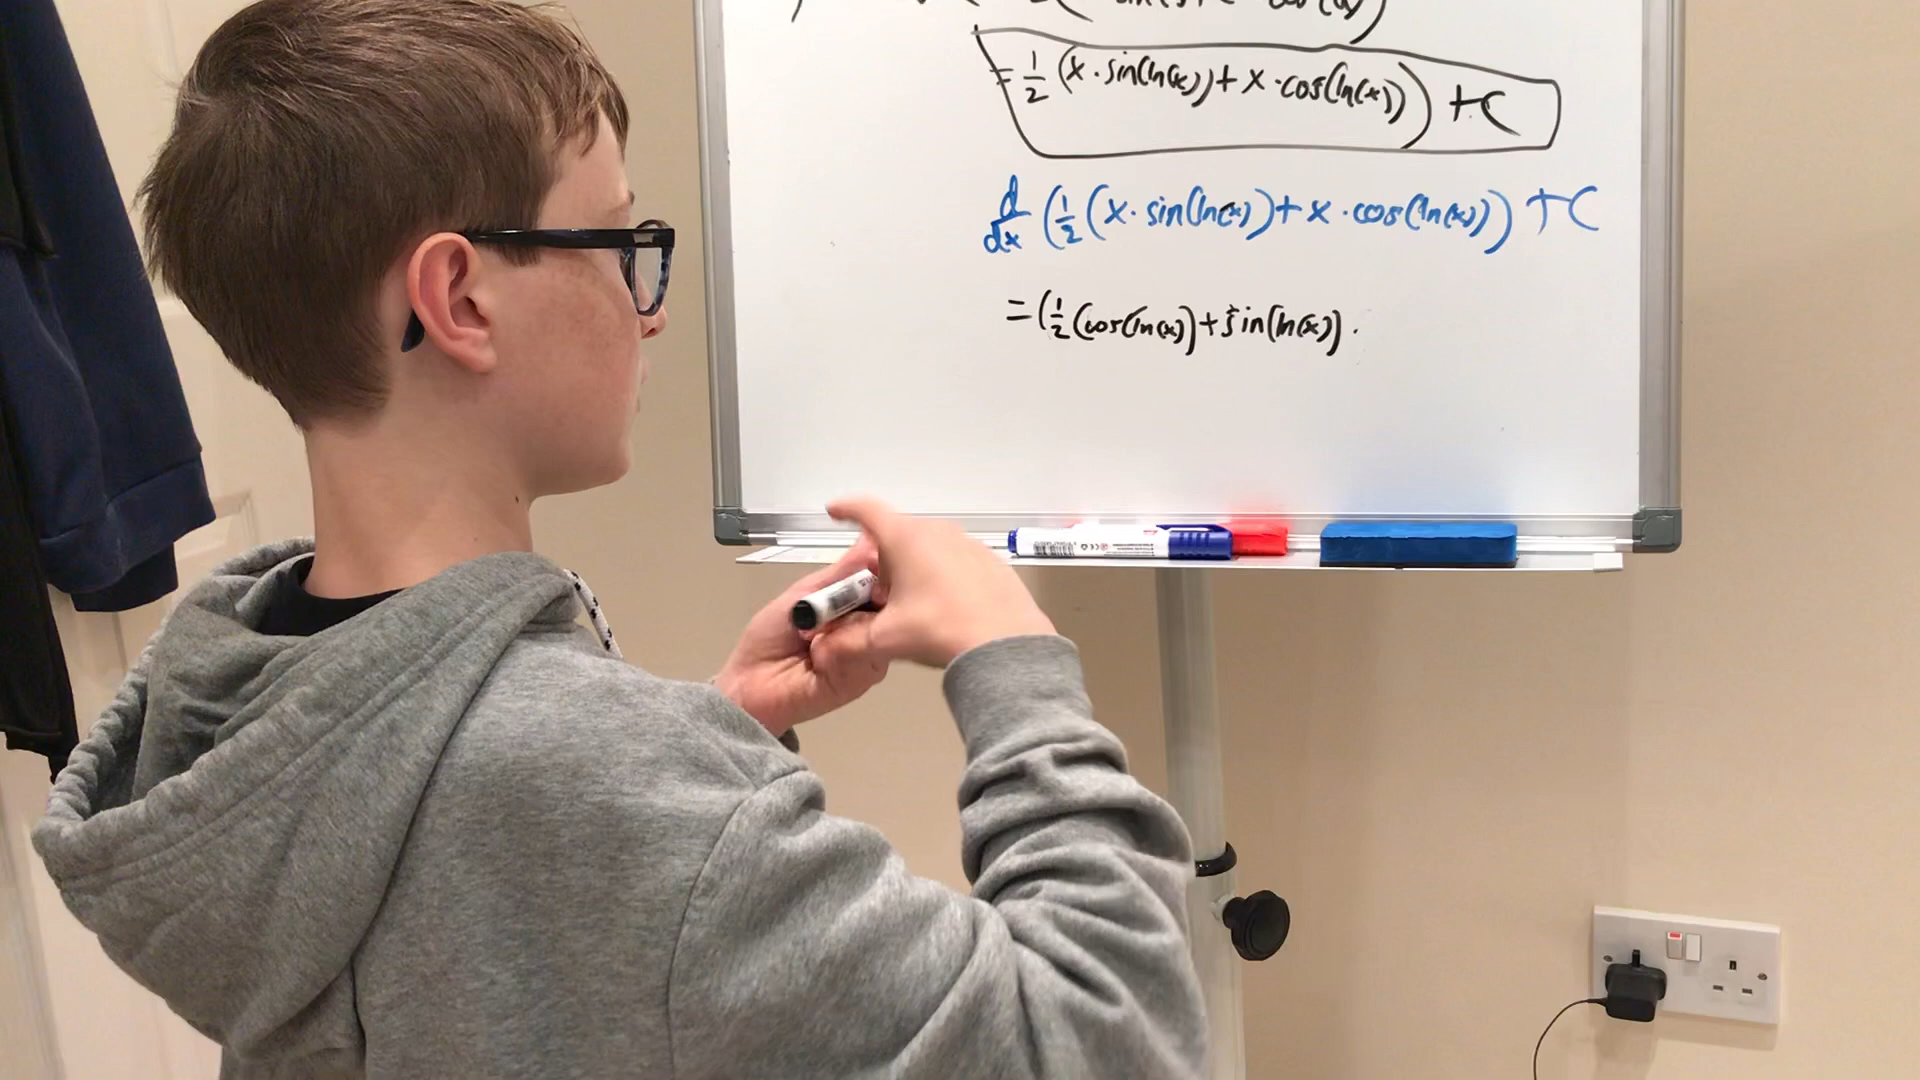 = 1/2 (x · sin(ln(x)) + x · cos(ln(x))) + C
d/dx (1/2 (x · sin(ln(x)) + x · cos(ln(x))) + C
= (1/2 (cos(ln(x)) + sin(ln(x)) ·